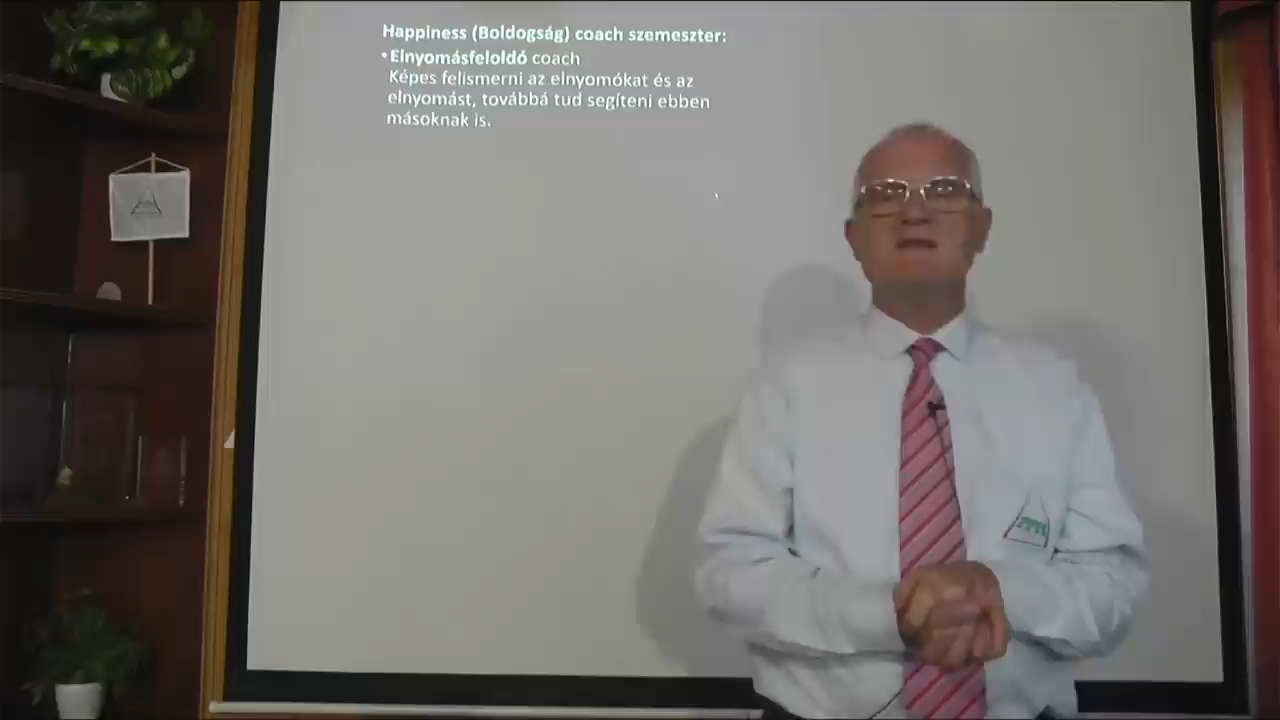 Happiness (Boldogság) coach szemeszter:
•Elnyomásfeloldó coach
Képes felismerni az elnyomókat és az
elnyomást, továbbá tud segíteni ebben
másoknak is.